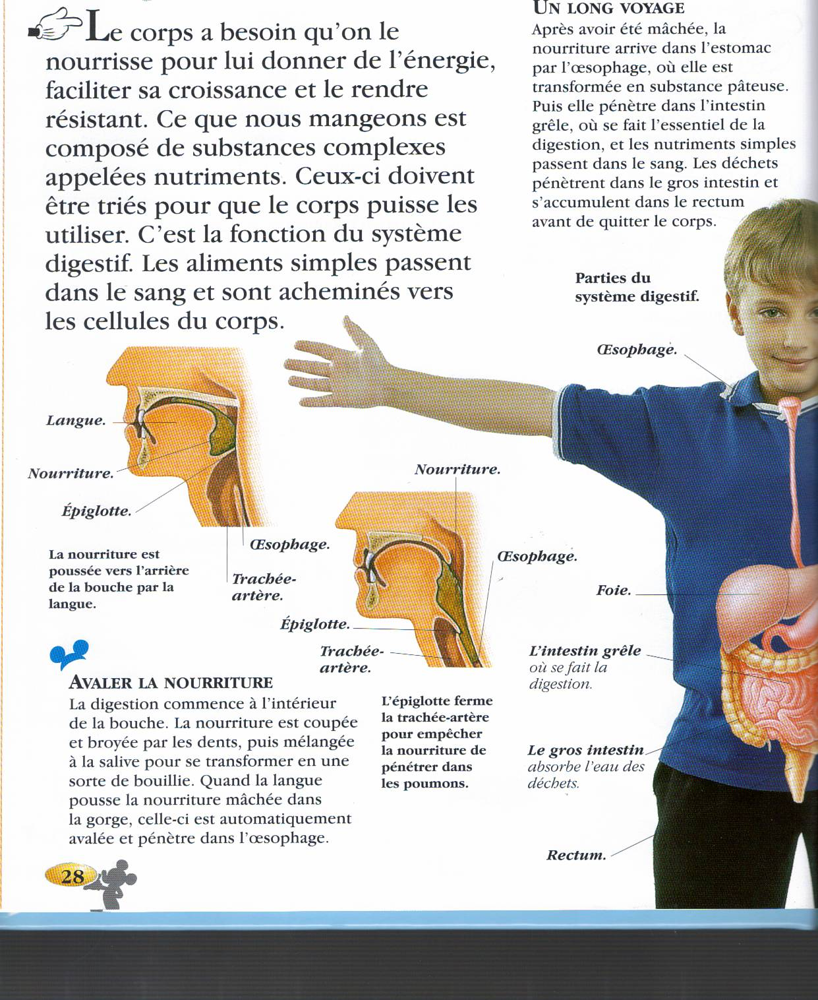 Le corps a besoin qu'on le
nourrisse pour lui donner de l'énergie,
faciliter sa croissance et le rendre
résistant. Ce que nous mangeons est
composé de substances complexes
appelées nutriments. Ceux-ci doivent
être triés pour que le corps puisse les
utiliser. C'est la fonction du système
digestif. Les aliments simples passent
dans le sang et sont acheminés vers
les cellules du corps.
UN LONG VOYAGE
Après avoir été mâchée, la
nourriture arrive dans l'estomac
par l'œsophage, où elle est
transformée en substance pâteuse.
Puis elle pénètre dans l'intestin
grêle, où se fait l'essentiel de la
digestion, et les nutriments simples
passent dans le sang. Les déchets
pénètrent dans le gros intestin et
s'accumulent dans le rectum
avant de quitter le corps.
Parties du
système digestif.
Œsophage.
Langue.
Nourriture.
Épiglotte.
Œsophage.
Trachée-
artère.
La nourriture est
poussée vers l'arrière
de la bouche par la
langue.
Nourriture.
Œsophage.
Épiglotte.
Trachée-
artère.
L'épiglotte ferme
la trachée-artère
pour empêcher
la nourriture de
pénétrer dans
les poumons.
Foie.
L'intestin grêle
où se fait la
digestion.
Le gros intestin
absorbe l'eau des
déchets.
Rectum.
AVALER LA NOURRITURE
La digestion commence à l'intérieur
de la bouche. La nourriture est coupée
et broyée par les dents, puis mélangée
à la salive pour se transformer en une
sorte de bouillie. Quand la langue
pousse la nourriture mâchée dans
la gorge, celle-ci est automatiquement
avalée et pénètre dans l'œsophage.
28